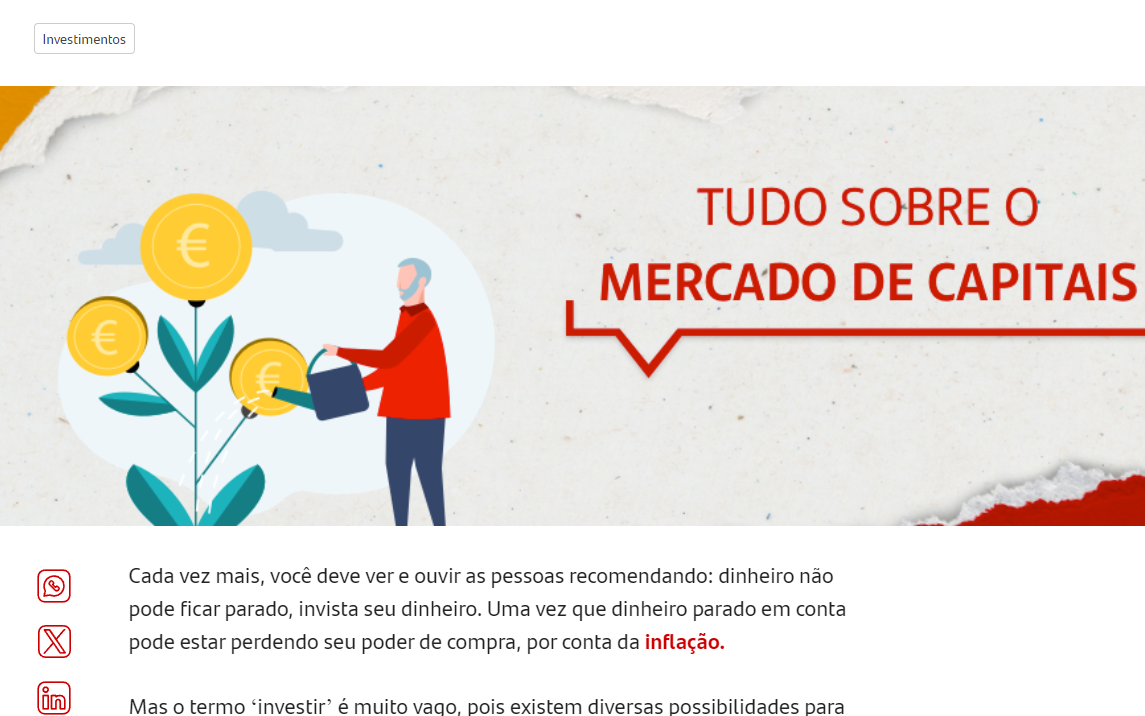 Investimentos
TUDO SOBRE O
MERCADO DE CAPITAIS
€
€
€
Cada vez mais, você deve ver e ouvir as pessoas recomendando: dinheiro não
pode ficar parado, invista seu dinheiro. Uma vez que dinheiro parado em conta
pode estar perdendo seu poder de compra, por conta da inflação.
Mas o termo ‘investir’ é muito vago, pois existem diversas possibilidades para
in